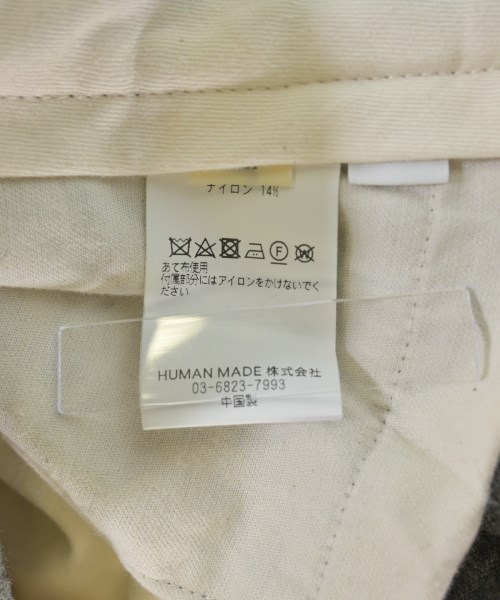 ナイロン 14%
あて布使用
付属部分にはアイロンをかけないでく
ださい
HUMAN MADE 株式会社
03-6823-7993
中国製